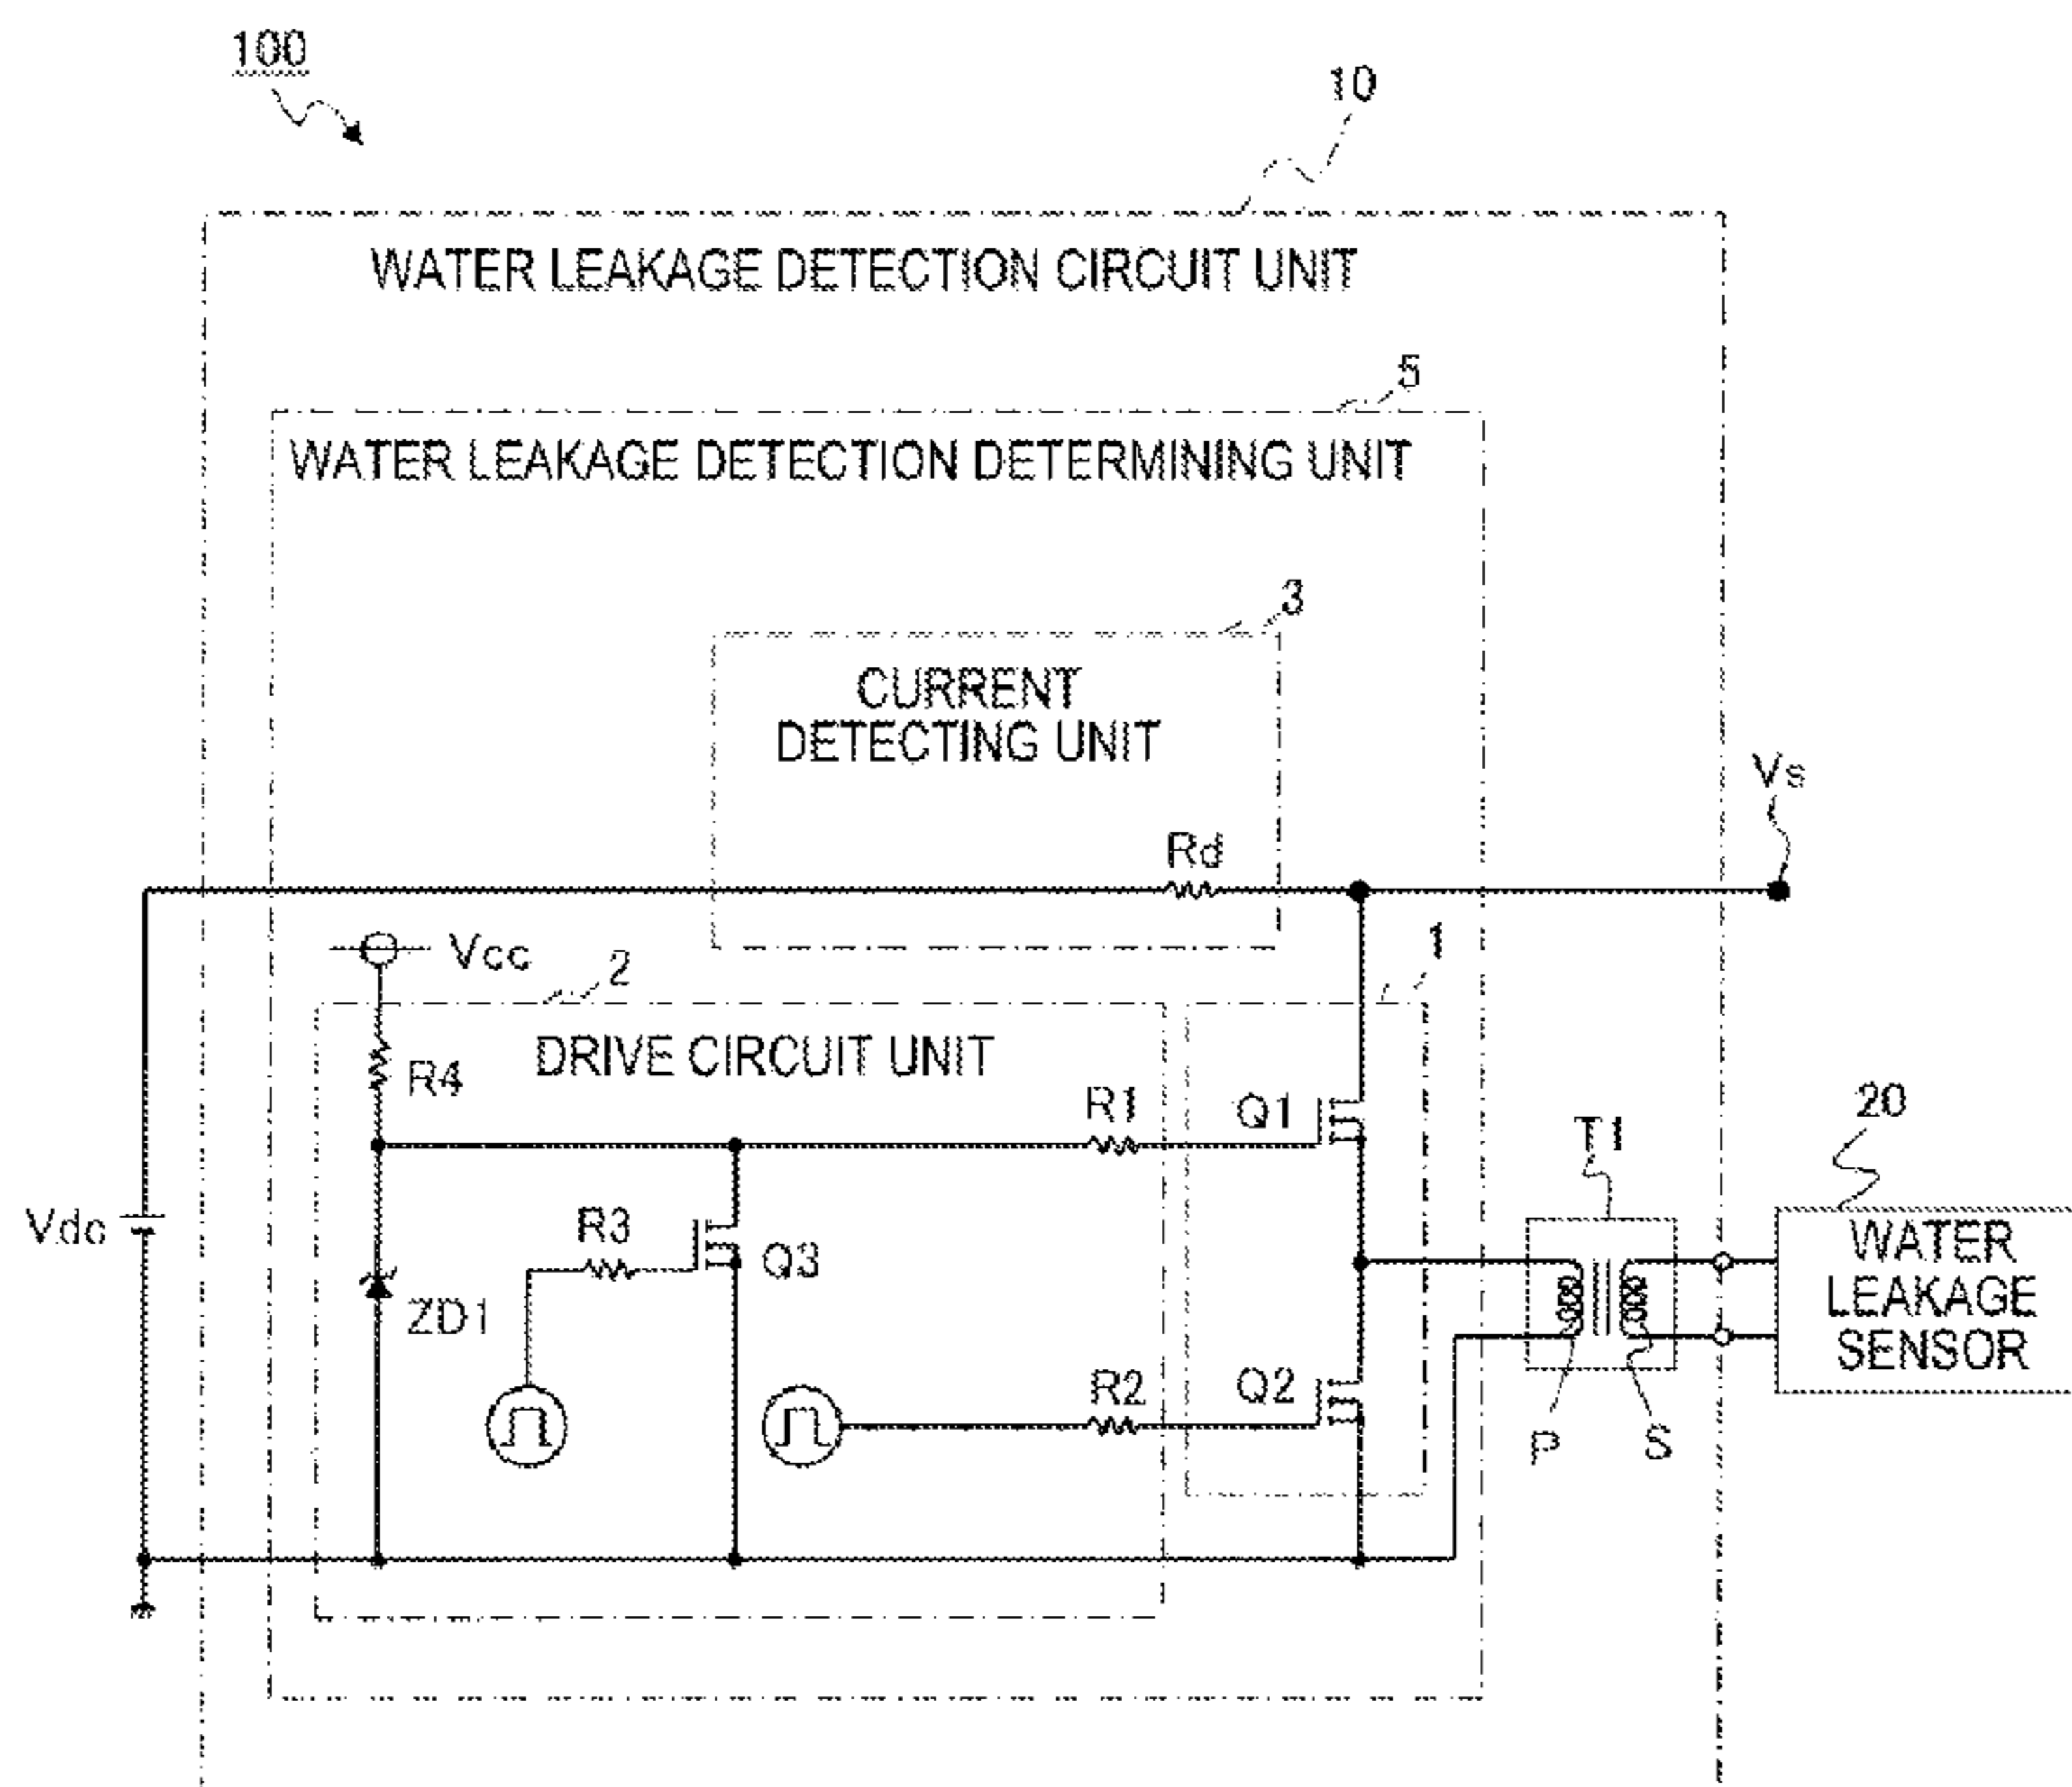 100
10
WATER LEAKAGE DETECTION CIRCUIT UNIT
5
WATER LEAKAGE DETECTION DETERMINING UNIT
3
CURRENT
DETECTING UNIT
Vs
Rd
Vcc
2
1
DRIVE CIRCUIT UNIT
R4
R1
Q1
20
T1
Vdc
R3
Q3
WATER
LEAKAGE
SENSOR
ZD1
R2
Q2
P
S